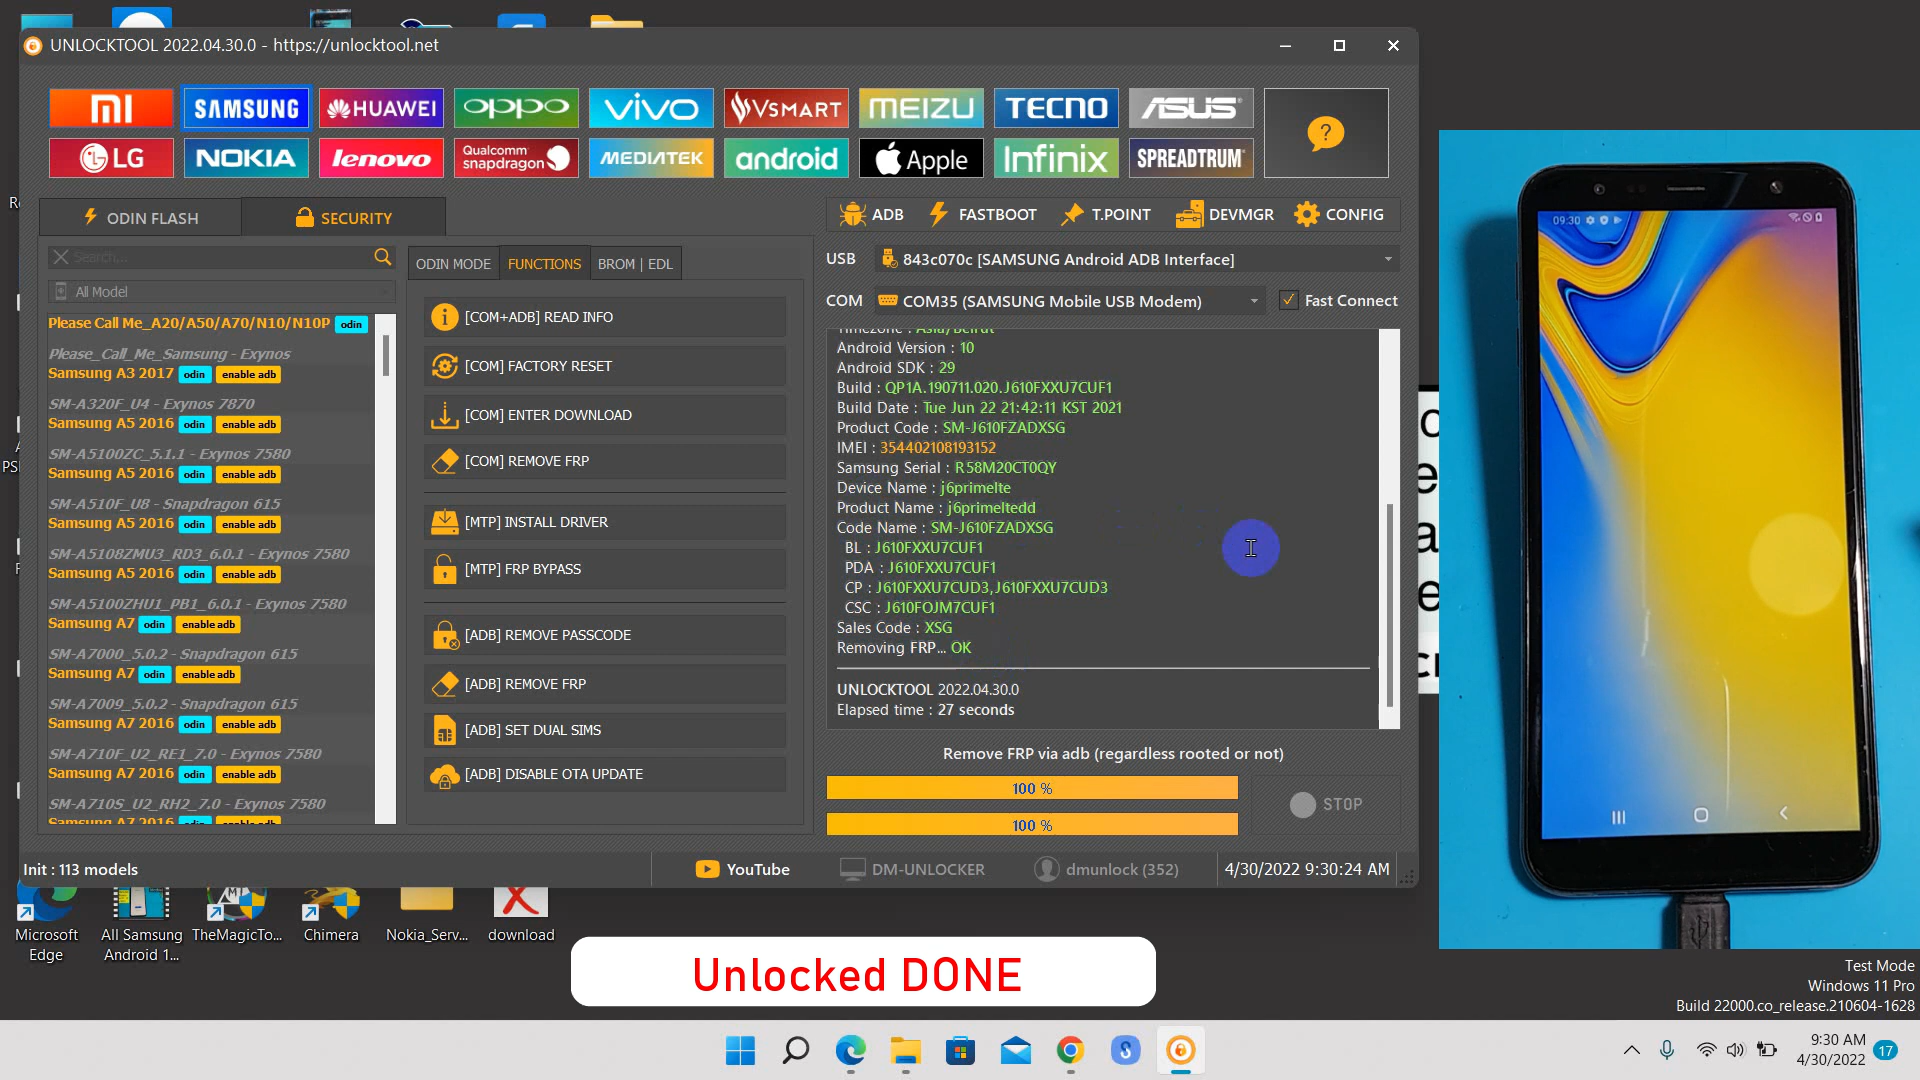 UNLOCKTOOL 2022.04.30.0 - https://unlocktool.net
mi SAMSUNG HUAWEI oppo vivo VSMART MEIZU TECNO ASUS ?
LG NOKIA lenovo Qualcomm snapdragon MEDIATEK android Apple Infinix SPREADTRUM
ODIN FLASH SECURITY
ADB FASTBOOT T.POINT DEVMGR CONFIG
Search...
All Model
Please Call Me_A20/A50/A70/N10/N10P odin
Please_Call_Me_Samsung - Exynos
Samsung A3 2017 odin enable adb
SM-A320F_U4 - Exynos 7870
Samsung A5 2016 odin enable adb
SM-A5100ZC_5.1.1 - Exynos 7580
Samsung A5 2016 odin enable adb
SM-A510F_U8 - Snapdragon 615
Samsung A5 2016 odin enable adb
SM-A5108ZMU3_RD3_6.0.1 - Exynos 7580
Samsung A5 2016 odin enable adb
SM-A5100ZHU1_PB1_6.0.1 - Exynos 7580
Samsung A7 odin enable adb
SM-A7000_5.0.2 - Snapdragon 615
Samsung A7 odin enable adb
SM-A7009_5.0.2 - Snapdragon 615
Samsung A7 2016 odin enable adb
SM-A710F_U2_RE1_7.0 - Exynos 7580
Samsung A7 2016 odin enable adb
SM-A710S_U2_RH2_7.0 - Exynos 7580
Samsung A7 2016 odin enable adb
ODIN MODE FUNCTIONS BROM | EDL
[COM+ADB] READ INFO
[COM] FACTORY RESET
[COM] ENTER DOWNLOAD
[COM] REMOVE FRP
[MTP] INSTALL DRIVER
[MTP] FRP BYPASS
[ADB] REMOVE PASSCODE
[ADB] REMOVE FRP
[ADB] SET DUAL SIMS
[ADB] DISABLE OTA UPDATE
USB 843c070c [SAMSUNG Android ADB Interface]
COM COM35 (SAMSUNG Mobile USB Modem) Fast Connect
Timezone : Asia/Beirut
Android Version : 10
Android SDK : 29
Build : QP1A.190711.020.J610FXXU7CUF1
Build Date : Tue Jun 22 21:42:11 KST 2021
Product Code : SM-J610FZADXSG
IMEI : 354402108193152
Samsung Serial : R58M20CT0QY
Device Name : j6primelte
Product Name : j6primeltedd
Code Name : SM-J610FZADXSG
BL : J610FXXU7CUF1
PDA : J610FXXU7CUF1
CP : J610FXXU7CUD3,J610FXXU7CUD3
CSC : J610FOJM7CUF1
Sales Code : XSG
Removing FRP... OK
UNLOCKTOOL 2022.04.30.0
Elapsed time : 27 seconds
Remove FRP via adb (regardless rooted or not)
100 %
100 %
STOP
Init : 113 models
YouTube DM-UNLOCKER dmunlock (352) 4/30/2022 9:30:24 AM
09:30
Microsoft Edge
All Samsung Android 1...
TheMagicTo...
Chimera
Nokia_Serv...
download
Unlocked DONE
Test Mode
Windows 11 Pro
Build 22000.co_release.210604-1628
9:30 AM
4/30/2022 17